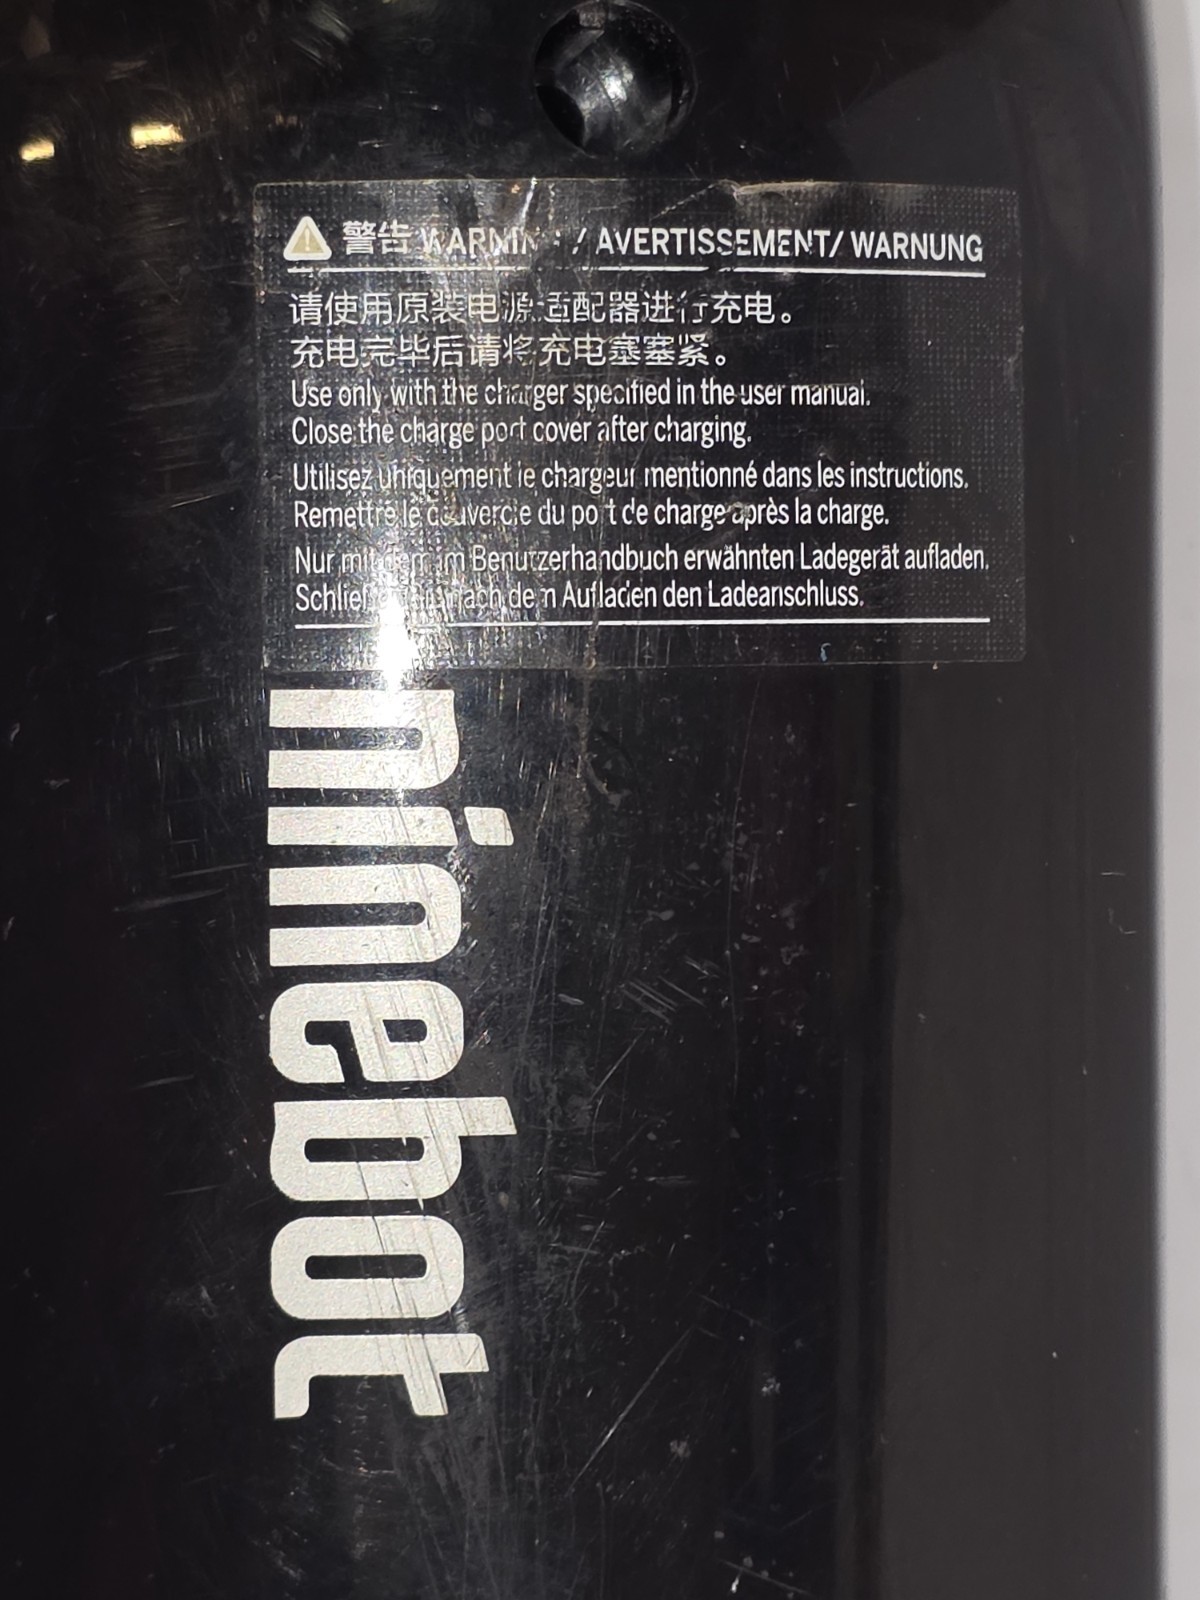 警告 WARNING / AVERTISSEMENT/ WARNUNG
请使用原装电源适配器进行充电。
充电完毕后请将充电塞塞紧。
Use only with the charger specified in the user manual.
Close the charge port cover after charging.
Utilisez uniquement le chargeur mentionné dans les instructions.
Remettre le couvercle du port de charge après la charge.
Nur mit dem im Benutzerhandbuch erwähnten Ladegerät aufladen.
nach dem Aufladen den Ladeanschluss.
ninebot